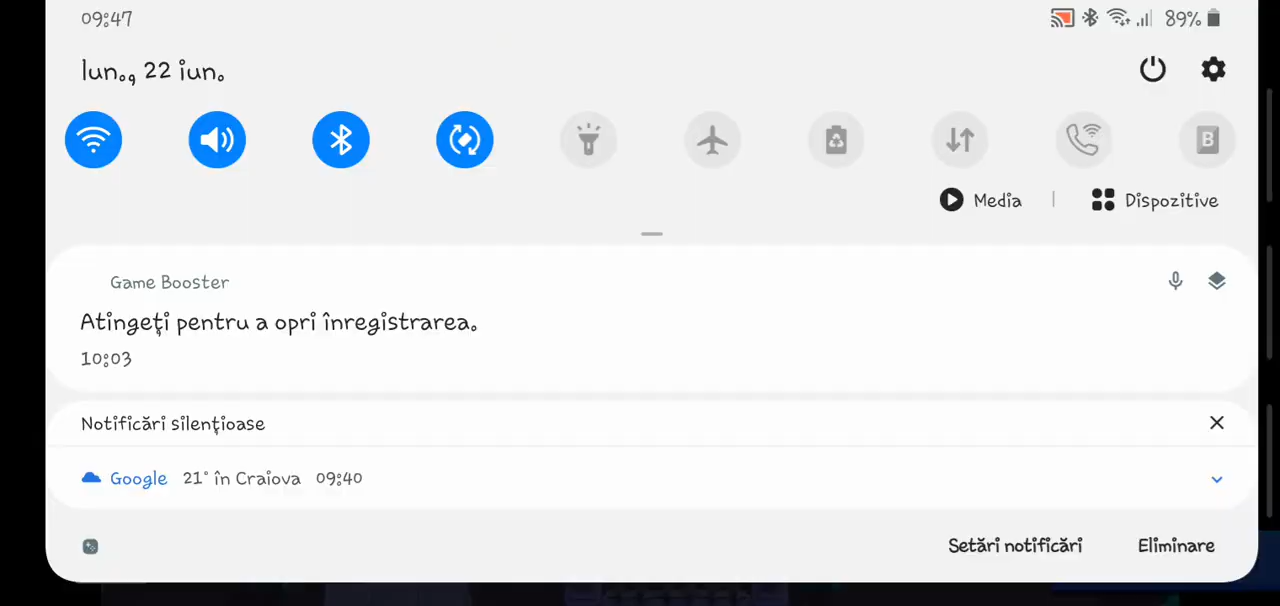 09:47
89%
lun., 22 iun.
B
Media | Dispozitive
Game Booster
Atingeți pentru a opri înregistrarea.
10:03
Notificări silențioase
Google 21° în Craiova 09:40
Setări notificări Eliminare